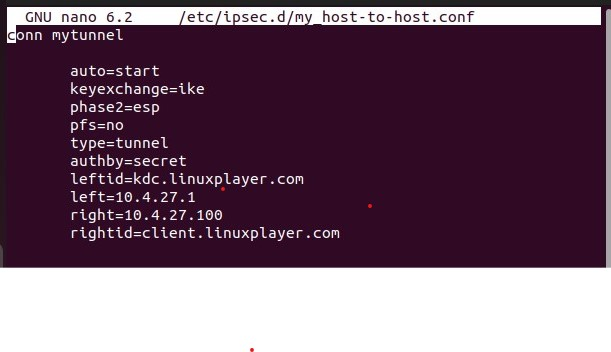 GNU nano 6.2 /etc/ipsec.d/my_host-to-host.conf
conn mytunnel
auto=start
keyexchange=ike
phase2=esp
pfs=no
type=tunnel
authby=secret
leftid=kdc.linuxplayer.com
left=10.4.27.1
right=10.4.27.100
rightid=client.linuxplayer.com